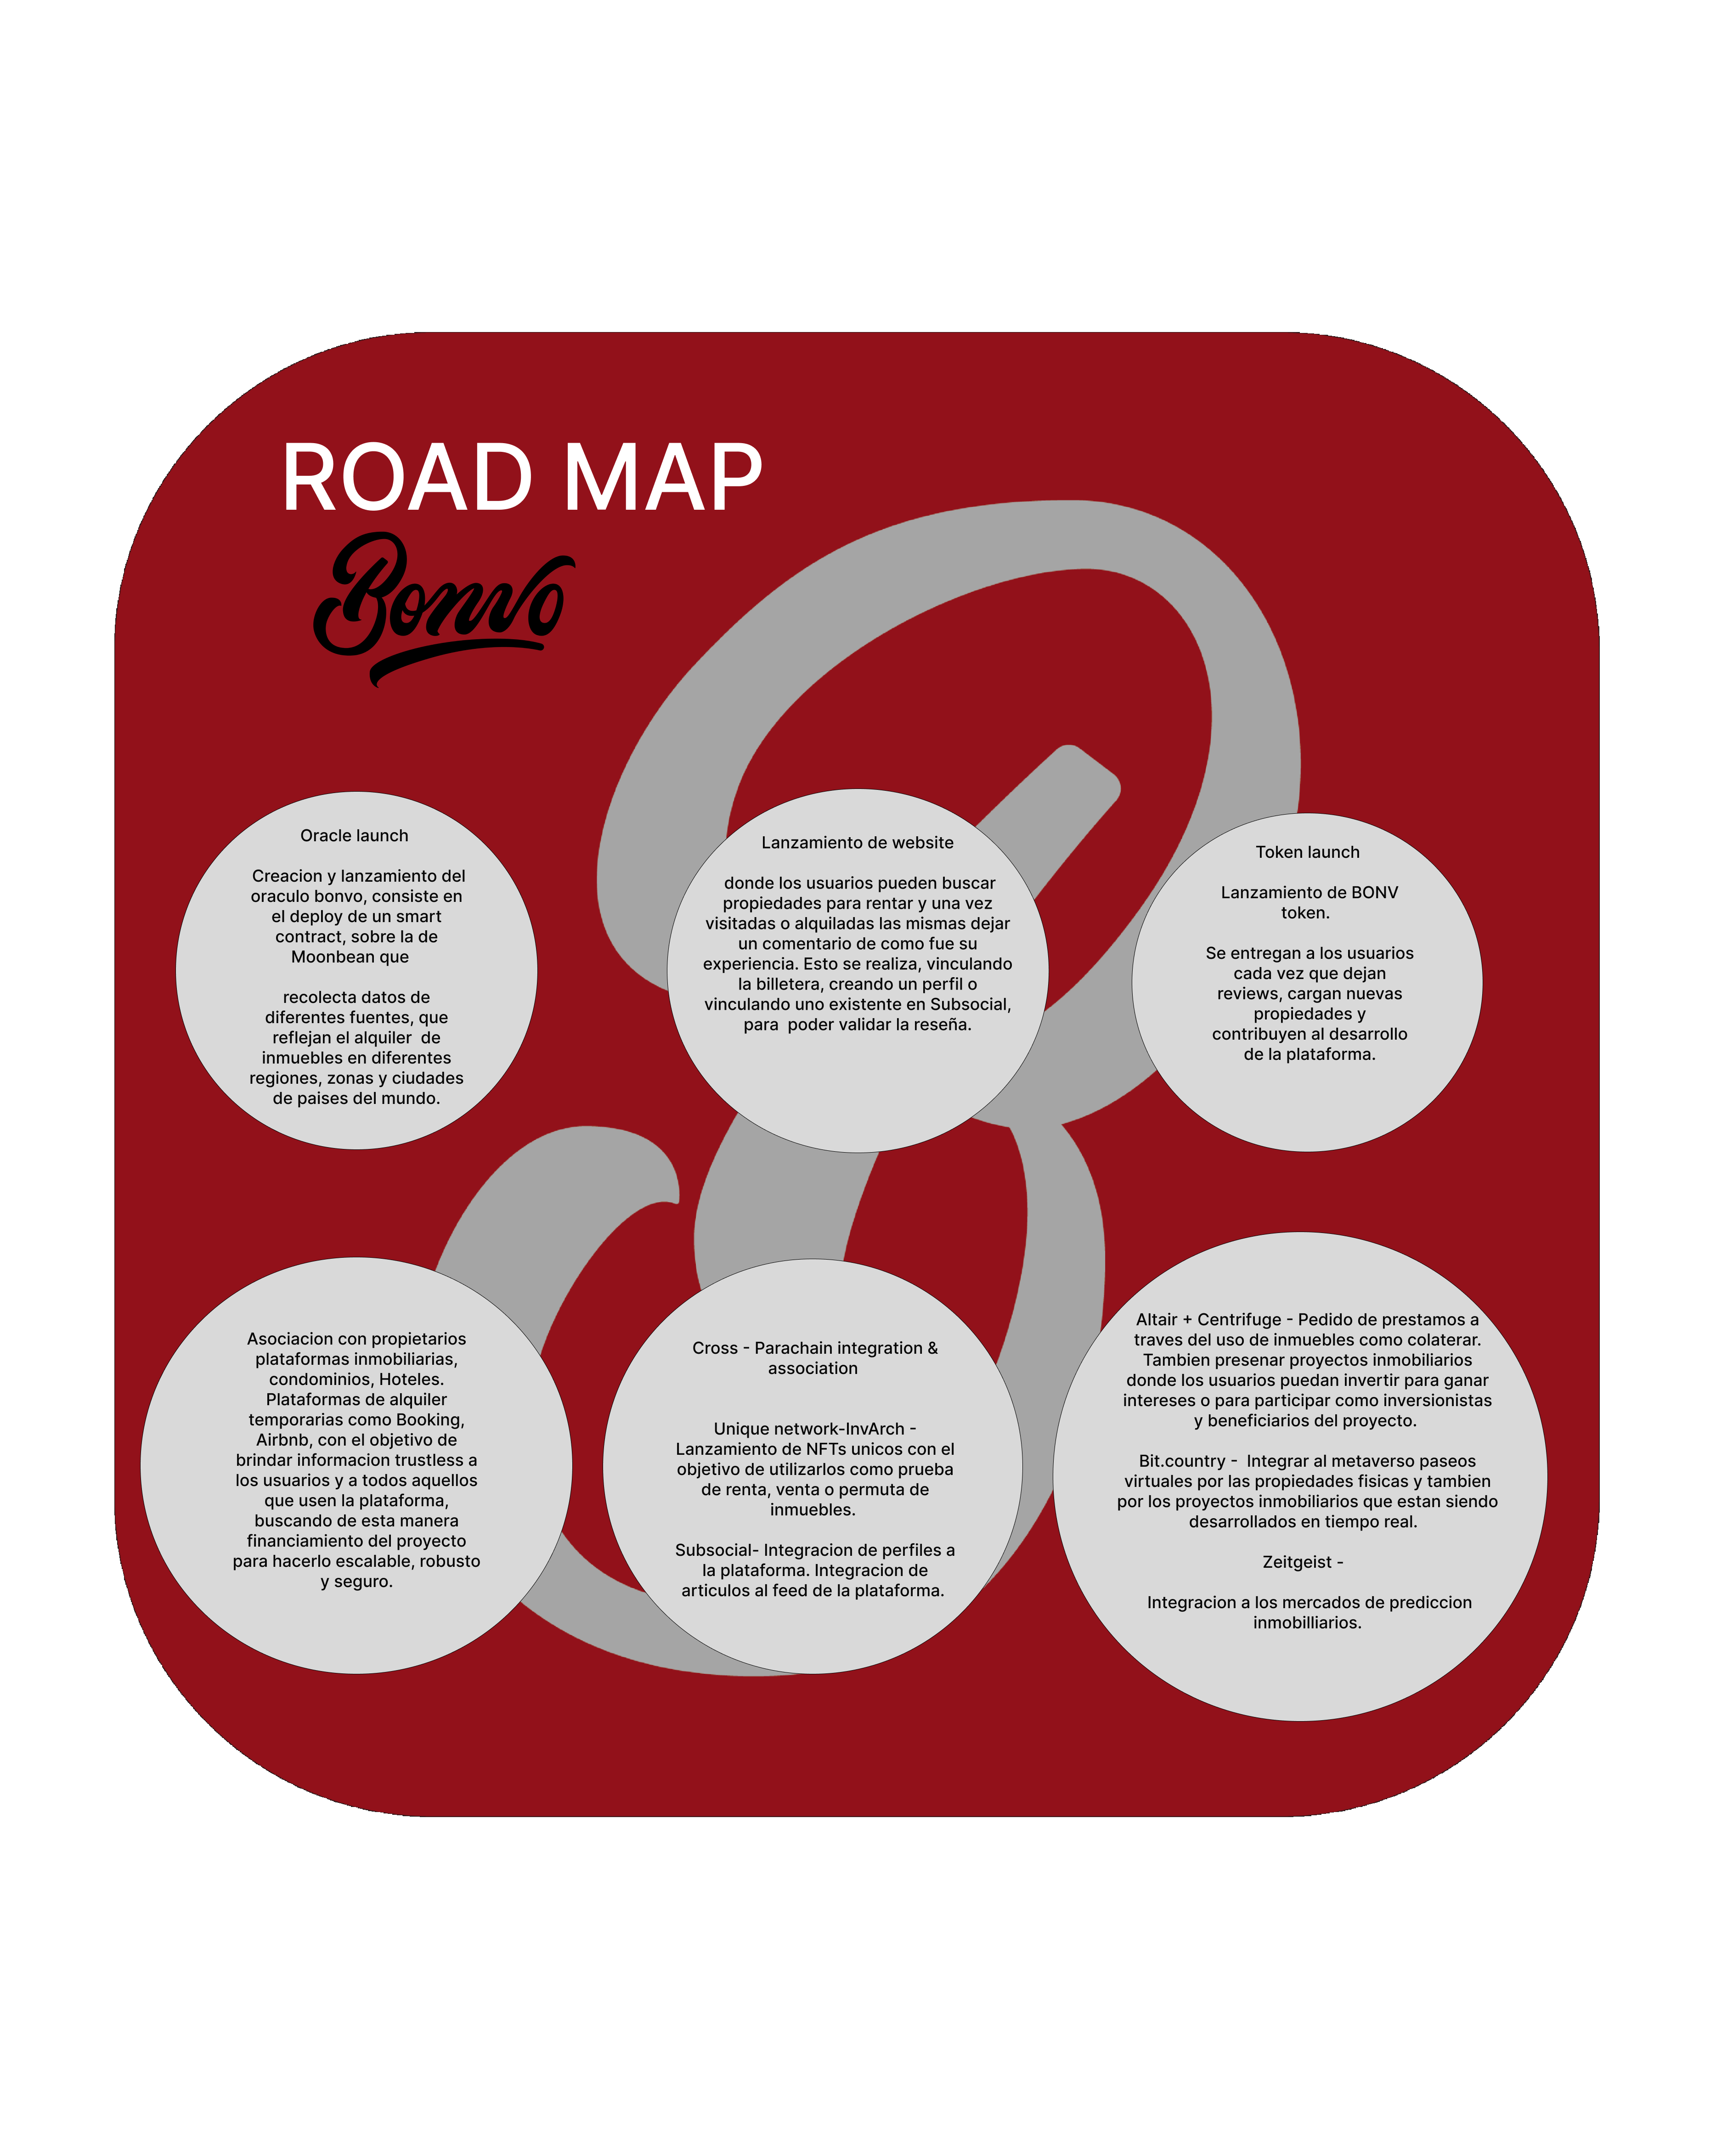 ROAD MAP
Bonvo
Oracle launch
Creacion y lanzamiento del
oraculo bonvo, consiste en
el deploy de un smart
contract, sobre la de
Moonbean que
recolecta datos de
diferentes fuentes, que
reflejan el alquiler  de
inmuebles en diferentes
regiones, zonas y ciudades
de paises del mundo.
Lanzamiento de website
donde los usuarios pueden buscar
propiedades para rentar y una vez
visitadas o alquiladas las mismas dejar
un comentario de como fue su
experiencia. Esto se realiza, vinculando
la billetera, creando un perfil o
vinculando uno existente en Subsocial,
para  poder validar la reseña.
Token launch
Lanzamiento de BONV
token.
Se entregan a los usuarios
cada vez que dejan
reviews, cargan nuevas
propiedades y
contribuyen al desarrollo
de la plataforma.
Asociacion con propietarios
plataformas inmobiliarias,
condominios, Hoteles.
Plataformas de alquiler
temporarias como Booking,
Airbnb, con el objetivo de
brindar informacion trustless a
los usuarios y a todos aquellos
que usen la plataforma,
buscando de esta manera
financiamiento del proyecto
para hacerlo escalable, robusto
y seguro.
Cross - Parachain integration &
association
Unique network-InvArch -
Lanzamiento de NFTs unicos con el
objetivo de utilizarlos como prueba
de renta, venta o permuta de
inmuebles.
Subsocial- Integracion de perfiles a
la plataforma. Integracion de
articulos al feed de la plataforma.
Altair + Centrifuge - Pedido de prestamos a
traves del uso de inmuebles como colaterar.
Tambien presenar proyectos inmobiliarios
donde los usuarios puedan invertir para ganar
intereses o para participar como inversionistas
y beneficiarios del proyecto.
Bit.country -  Integrar al metaverso paseos
virtuales por las propiedades fisicas y tambien
por los proyectos inmobiliarios que estan siendo
desarrollados en tiempo real.
Zeitgeist -
Integracion a los mercados de prediccion
inmobilliarios.